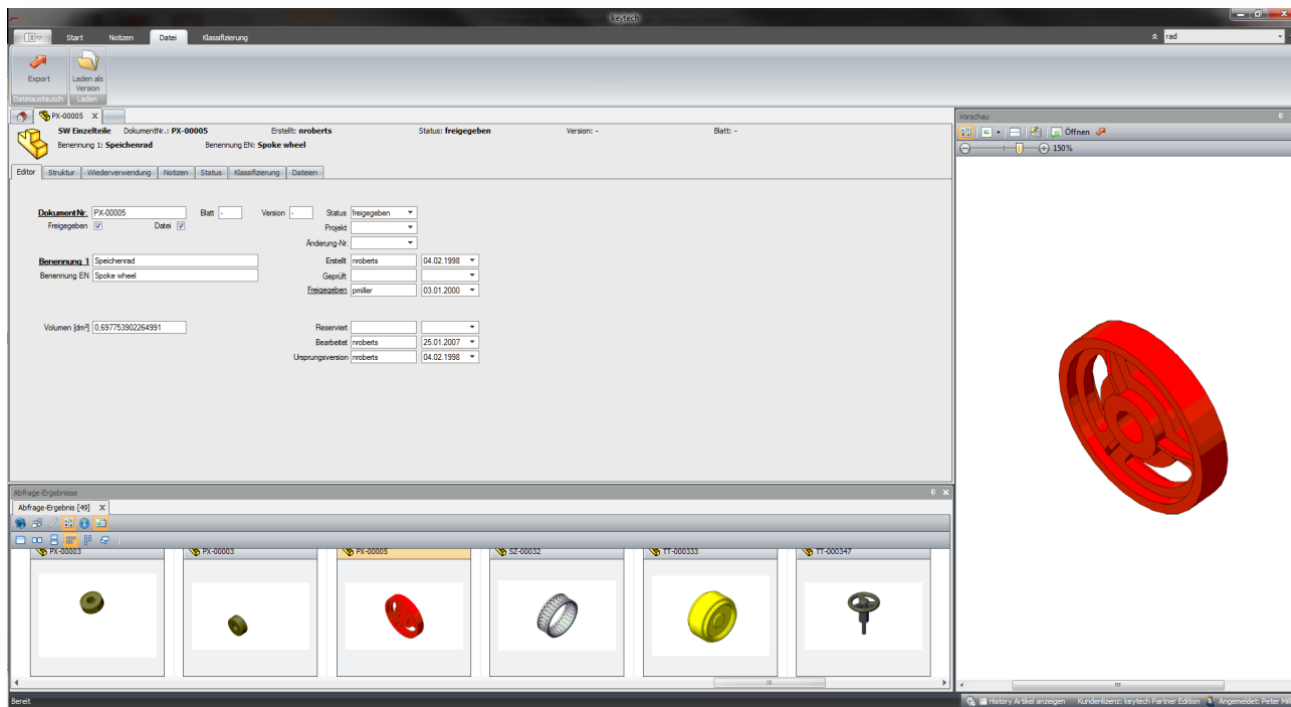 keytech
Start Notizen Datei Klassifizierung
rad
Export Laden als Version
Dateiaustausch Laden
PX-00005 X
SW Einzelteile DokumentNr.: PX-00005 Erstellt: nroberts Status: freigegeben Version: - Blatt: -
Benennung 1: Speichenrad Benennung EN: Spoke wheel
Editor Struktur Wiederverwendung Notizen Status Klassifizierung Dateien
DokumentNr. PX-00005 Blatt - Version - Status freigegeben
Freigegeben Datei Projekt
Änderung-Nr.
Benennung 1 Speichenrad Erstellt nroberts 04.02.1998
Benennung EN Spoke wheel Geprüft
Freigegeben pmiller 03.01.2000
Volumen [dm³] 0.697753902264991 Reserviert
Bearbeitet nroberts 25.01.2007
Ursprungsversion nroberts 04.02.1998
Vorschau
Öffnen
150%
Abfrage-Ergebnisse
Abfrage-Ergebnis [49] X
PX-00003 PX-00003 PX-00005 SZ-00032 TT-000333 TT-000347
Bereit
History Artikel anzeigen Kundenlizenz: keytech Partner Edition Angemeldet: Peter Mi